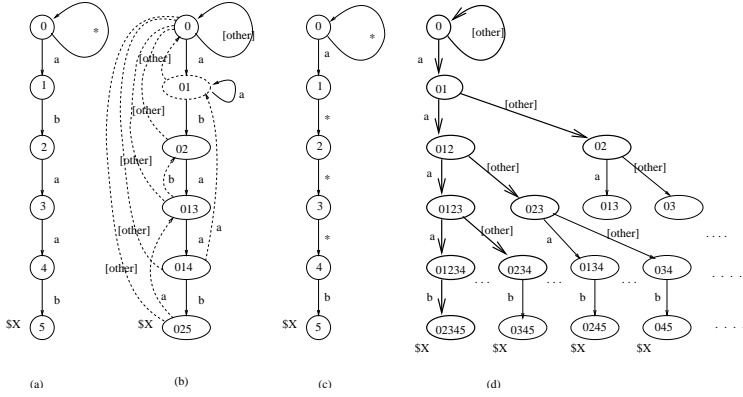 0
*
a
1
b
2
a
3
a
4
b
$X 5
(a)
0
[other]
[other]
a
01
a
[other]
b
02
[other]
b
a
013
[other]
a
a
014
[other]
a
b
$X 025
(b)
0
*
a
1
*
2
*
3
*
4
b
$X 5
(c)
0
[other]
a
01
[other]
a
012
02
[other]
a
a
[other]
0123
023
013
03
[other]
a
a
[other]
. . . .
01234
. . .
0234
. . .
0134
. . .
034
. . . .
b
b
b
b
02345
0345
0245
045
. . . .
$X
$X
$X
$X
(d)